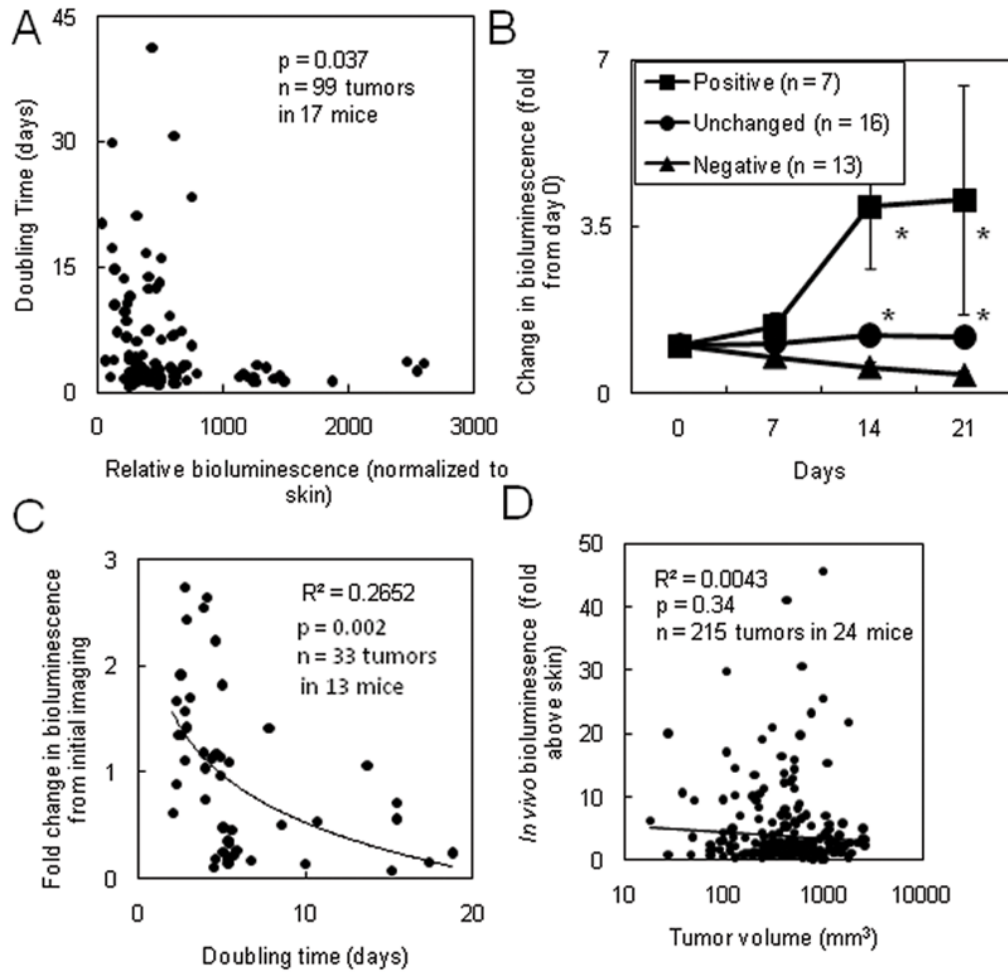 A
45
30
15
0
Doubling Time (days)
p = 0.037
n = 99 tumors
in 17 mice
0 1000 2000 3000
Relative bioluminescence (normalized to
skin)
B
7
3.5
0
Change in bioluminescence (fold
from day 0)
Positive (n = 7)
Unchanged (n = 16)
Negative (n = 13)
* *
* *
0 7 14 21
Days
C
3
2
1
0
Fold change in bioluminescence
from initial imaging
R² = 0.2652
p = 0.002
n = 33 tumors
in 13 mice
0 10 20
Doubling time (days)
D
50
40
30
20
10
0
In vivo bioluminesence (fold
above skin)
R² = 0.0043
p = 0.34
n = 215 tumors in 24 mice
10 100 1000 10000
Tumor volume (mm³)